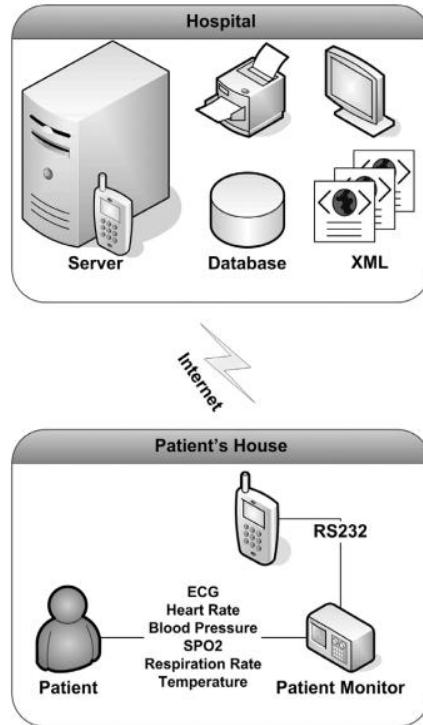 Hospital
Server
Database
XML
Internet
Patient's House
RS232
ECG
Heart Rate
Blood Pressure
SPO2
Respiration Rate
Temperature
Patient
Patient Monitor